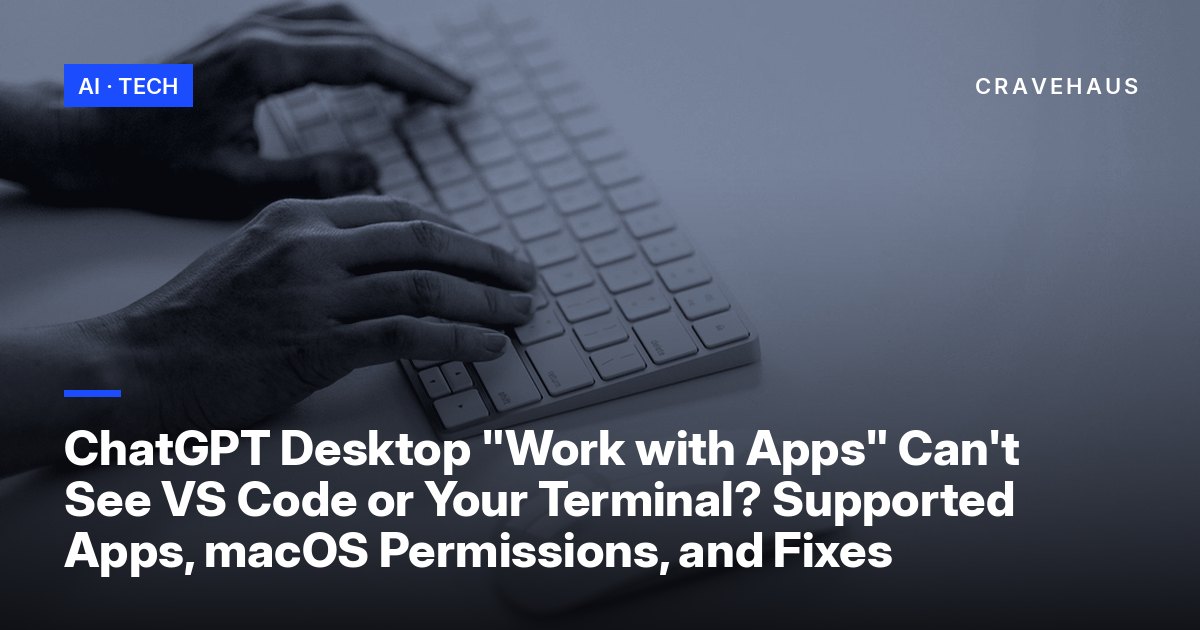 AI · TECH
CRAVEHAUS
ChatGPT Desktop "Work with Apps" Can't
See VS Code or Your Terminal? Supported
Apps, macOS Permissions, and Fixes